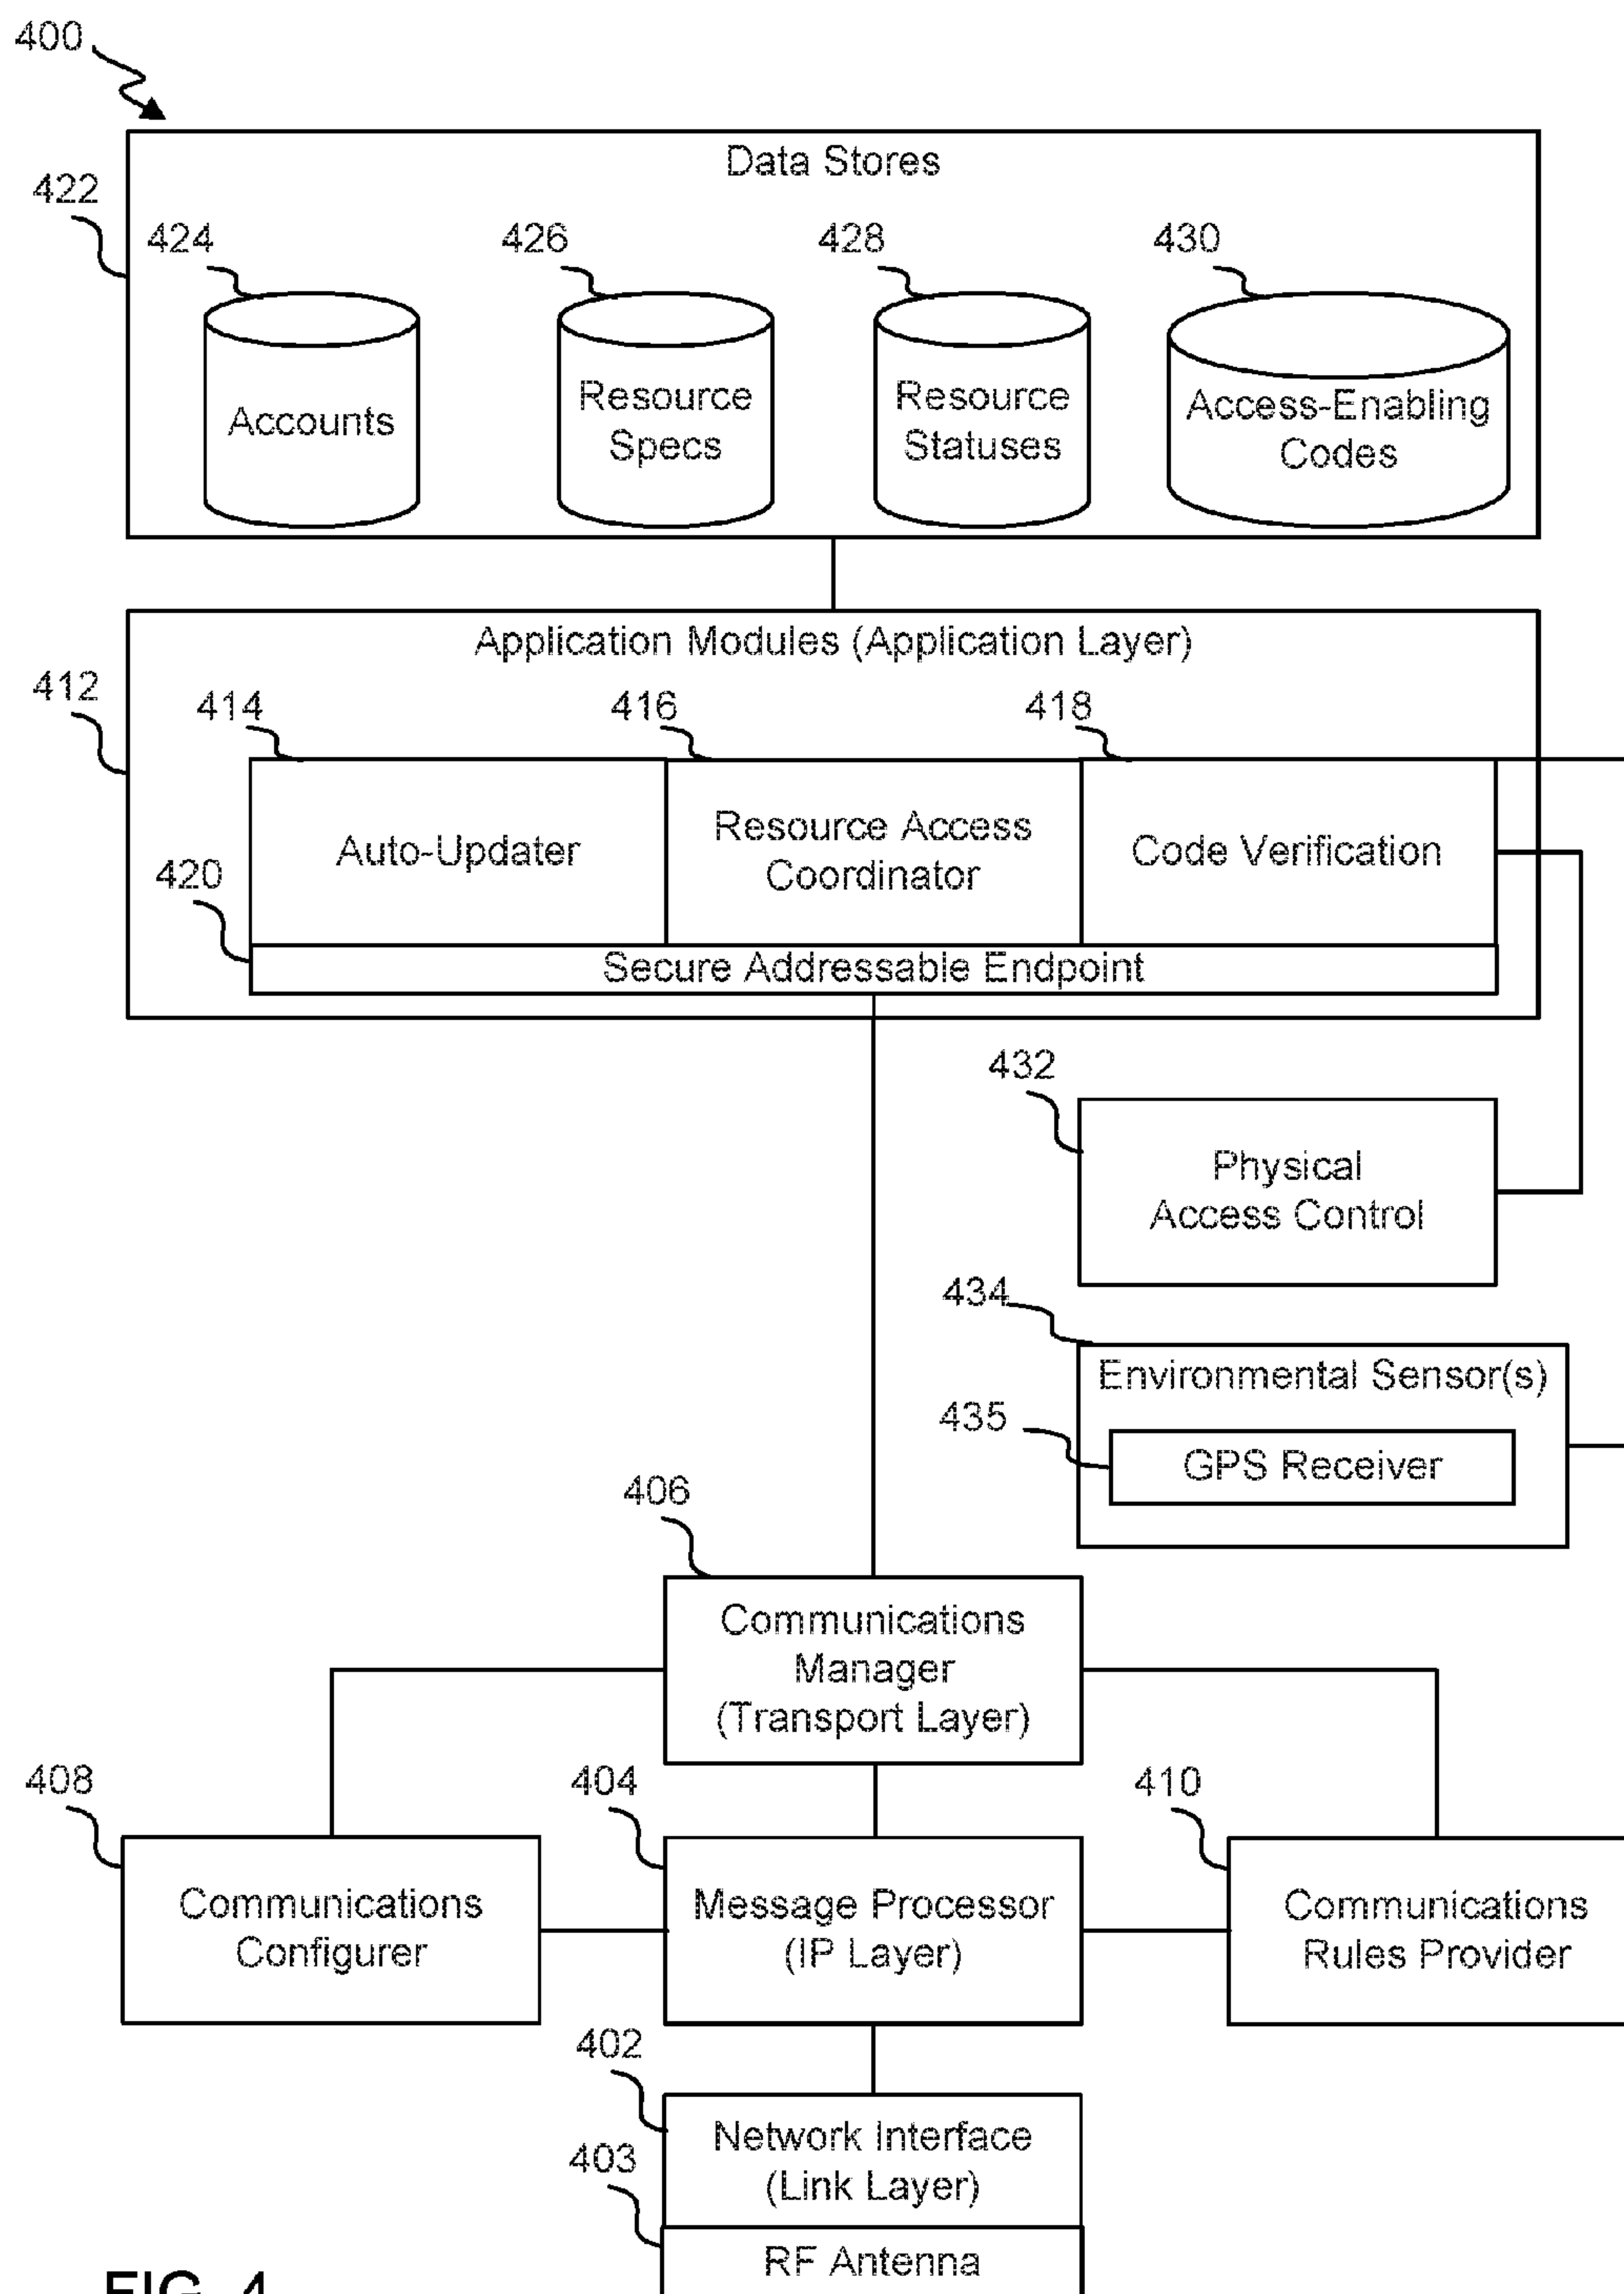 400
Data Stores
422
424
426
428
430
Accounts
Resource
Specs
Resource
Statuses
Access-Enabling
Codes
Application Modules (Application Layer)
412
414
416
418
Auto-Updater
Resource Access
Coordinator
Code Verification
420
Secure Addressable Endpoint
432
Physical
Access Control
434
Environmental Sensor(s)
435
GPS Receiver
406
Communications
Manager
(Transport Layer)
408
404
410
Communications
Configurer
Message Processor
(IP Layer)
Communications
Rules Provider
402
Network Interface
(Link Layer)
403
RF Antenna
FIG. 4